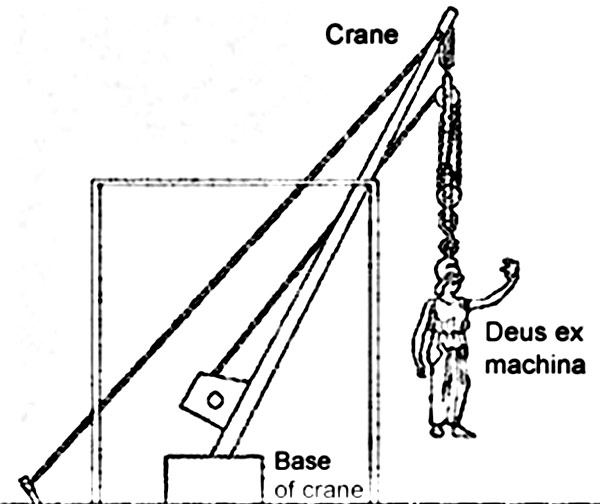 Crane
Deus ex
machina
Base
of crane